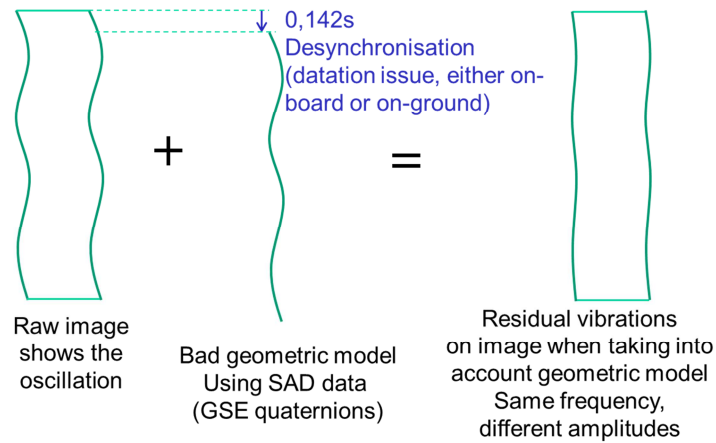 0,142s
Desynchronisation
(datation issue, either on-
board or on-ground)
+
=
Raw image
shows the
oscillation
Bad geometric model
Using SAD data
(GSE quaternions)
Residual vibrations
on image when taking into
account geometric model
Same frequency,
different amplitudes